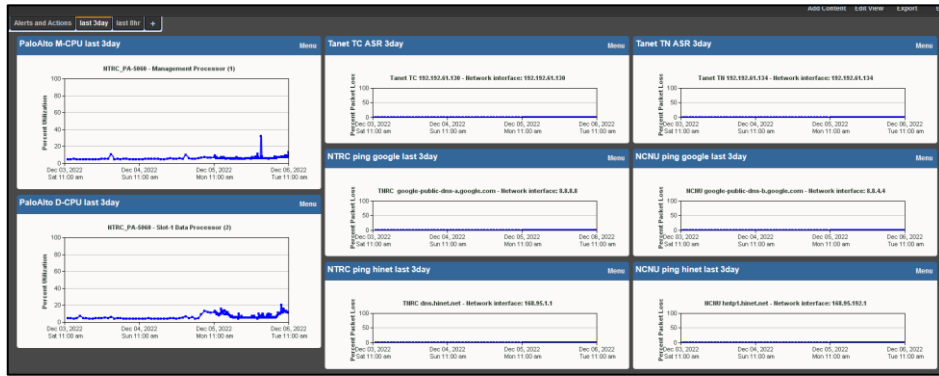 Add Content Edit View Export
Alerts and Actions last 3day last 8hr +
PaloAlto M-CPU last 3day Menu
NTRC_PA-5060 - Management Processor (1)
Percent Utilization
100
80
60
40
20
0
Dec 03, 2022 Dec 04, 2022 Dec 05, 2022 Dec 06, 2022
Sat 11:00 am Sun 11:00 am Mon 11:00 am Tue 11:00 am
PaloAlto D-CPU last 3day Menu
NTRC_PA-5060 - Slot-1 Data Processor (2)
Percent Utilization
100
80
60
40
20
0
Dec 03, 2022 Dec 04, 2022 Dec 05, 2022 Dec 06, 2022
Sat 11:00 am Sun 11:00 am Mon 11:00 am Tue 11:00 am
Tanet TC ASR 3day Menu
Tanet TC 192.192.61.130 - Network interface: 192.192.61.130
Percent Packet Loss
100
50
0
Dec 03, 2022 Dec 04, 2022 Dec 05, 2022 Dec 06, 2022
Sat 11:00 am Sun 11:00 am Mon 11:00 am Tue 11:00 am
NTRC ping google last 3day Menu
google-public-dns-a.google.com - Network interface: 8.8.8.8
Percent Packet Loss
100
50
0
Dec 03, 2022 Dec 04, 2022 Dec 05, 2022 Dec 06, 2022
Sat 11:00 am Sun 11:00 am Mon 11:00 am Tue 11:00 am
NTRC ping hinet last 3day Menu
dns.hinet.net - Network interface: 168.95.1.1
Percent Packet Loss
100
50
0
Dec 03, 2022 Dec 04, 2022 Dec 05, 2022 Dec 06, 2022
Sat 11:00 am Sun 11:00 am Mon 11:00 am Tue 11:00 am
Tanet TN ASR 3day Menu
Tanet TN 192.192.61.134 - Network interface: 192.192.61.134
Percent Packet Loss
100
50
0
Dec 03, 2022 Dec 04, 2022 Dec 05, 2022 Dec 06, 2022
Sat 11:00 am Sun 11:00 am Mon 11:00 am Tue 11:00 am
NCNU ping google last 3day Menu
NCNU google-public-dns-b.google.com - Network interface: 8.8.4.4
Percent Packet Loss
100
50
0
Dec 03, 2022 Dec 04, 2022 Dec 05, 2022 Dec 06, 2022
Sat 11:00 am Sun 11:00 am Mon 11:00 am Tue 11:00 am
NCNU ping hinet last 3day Menu
NCNU hntp1.hinet.net - Network interface: 168.95.192.1
Percent Packet Loss
100
50
0
Dec 03, 2022 Dec 04, 2022 Dec 05, 2022 Dec 06, 2022
Sat 11:00 am Sun 11:00 am Mon 11:00 am Tue 11:00 am